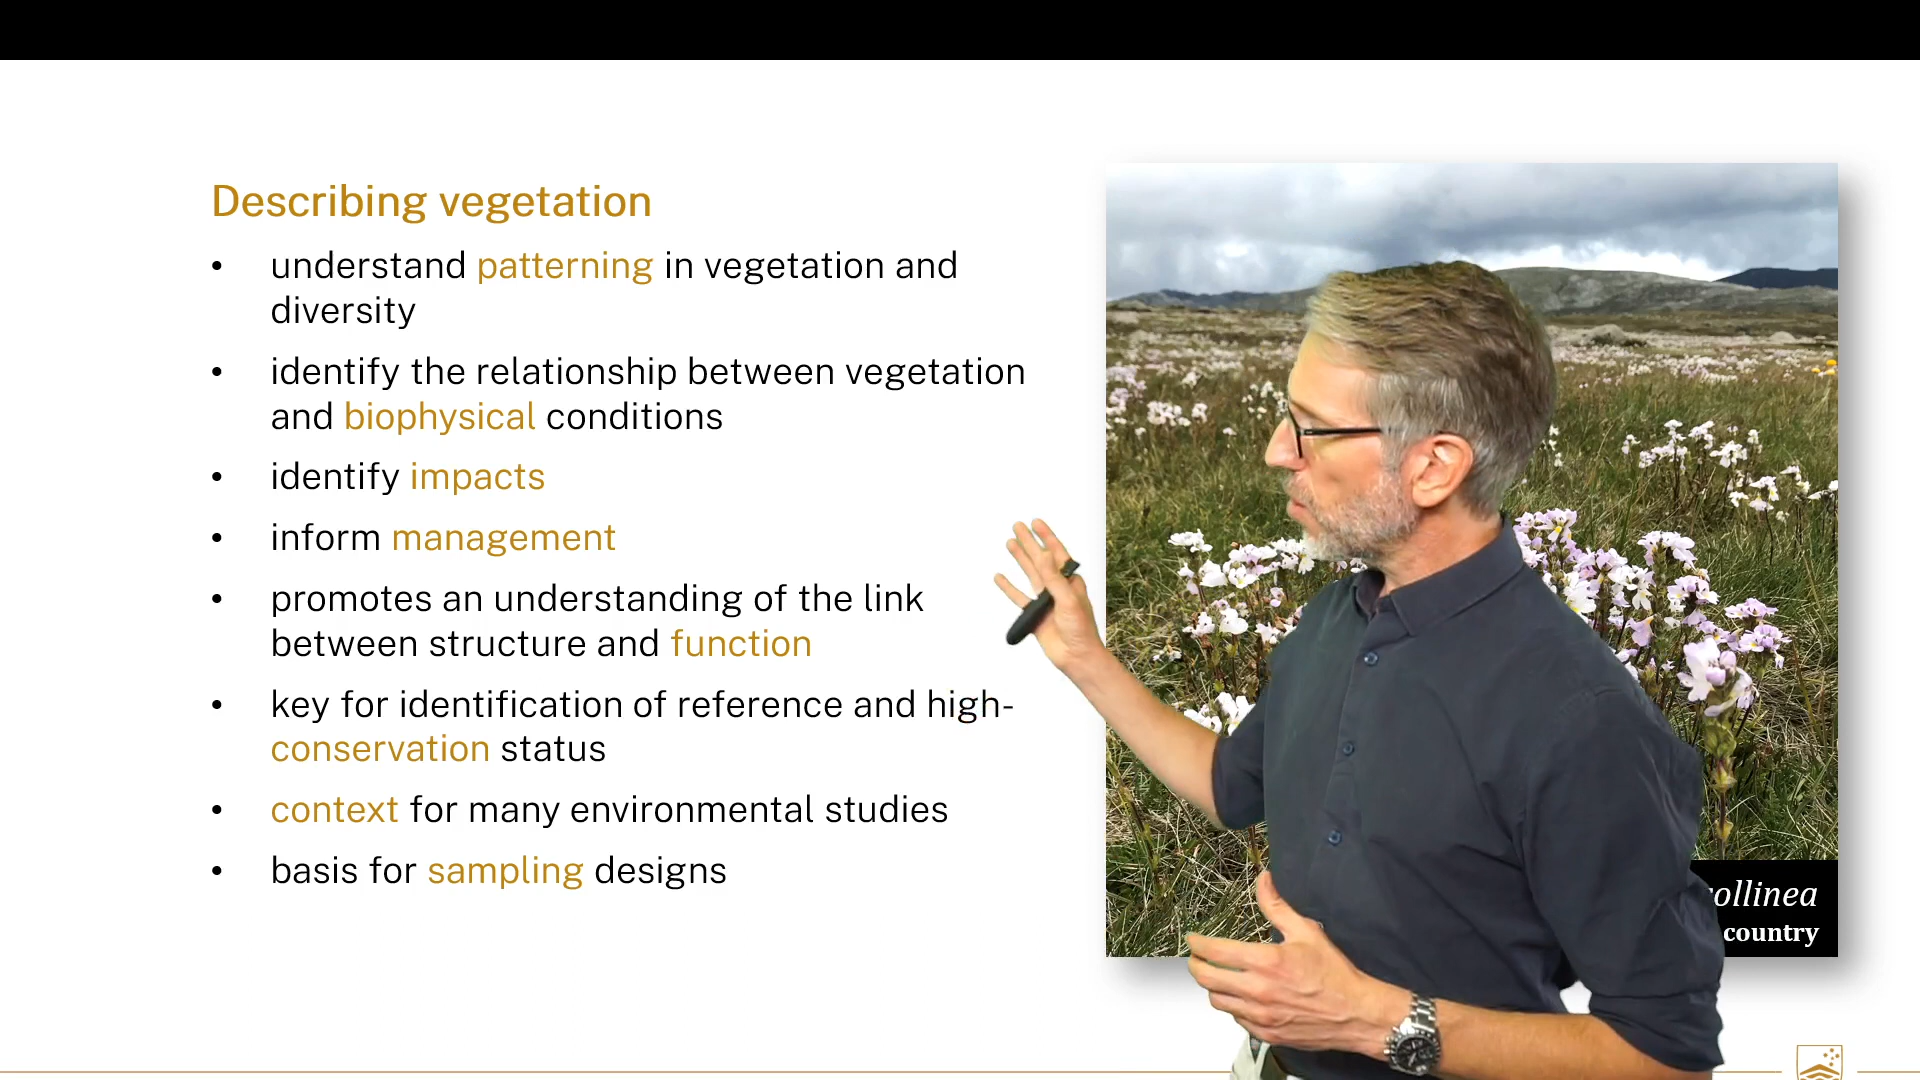 Describing vegetation
• understand patterning in vegetation and
diversity
• identify the relationship between vegetation
and biophysical conditions
• identify impacts
• inform management
• promotes an understanding of the link
between structure and function
• key for identification of reference and high-
conservation status
• context for many environmental studies
• basis for sampling designs
country